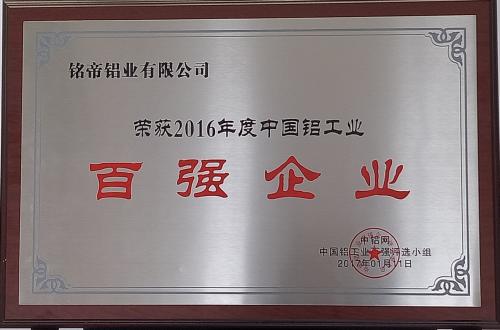 铭帝铝业有限公司
荣获2016年度中国铝工业
百强企业
中铝网
中国铝工业百强评选小组
2017年01月11日